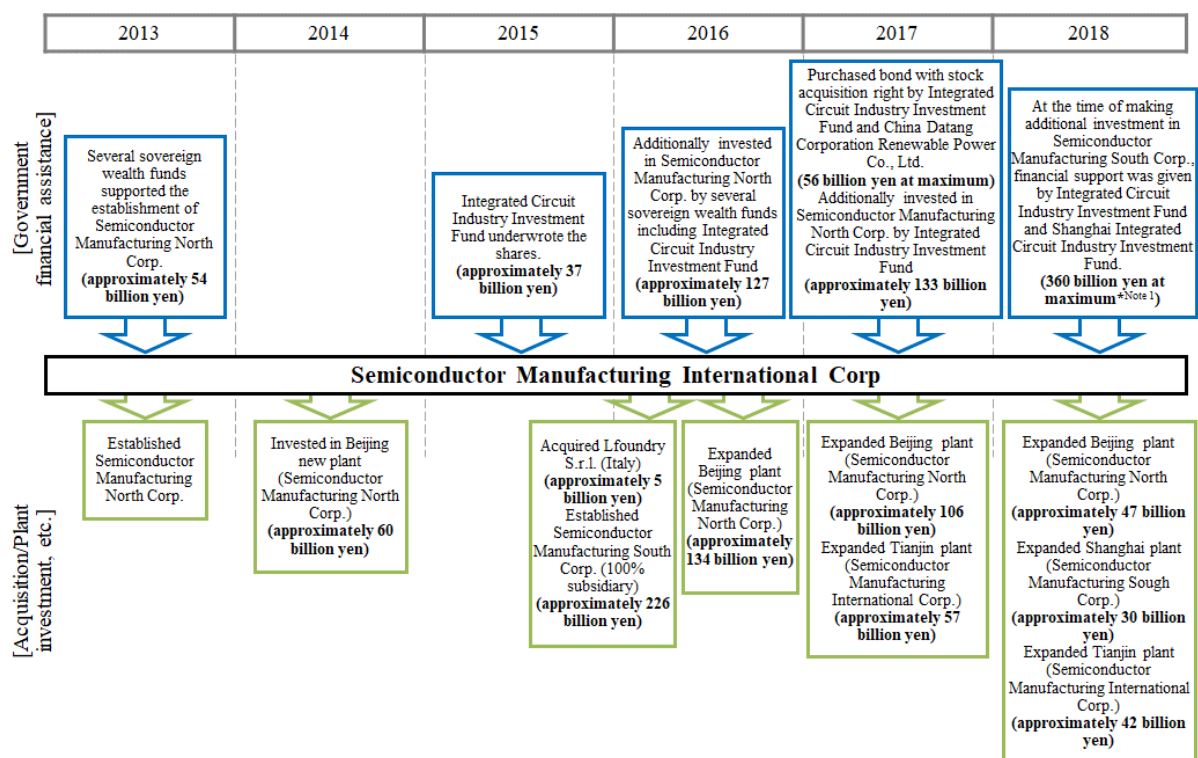 2013
2014
2015
2016
2017
2018
[Government
financial assistance]
Several sovereign
wealth funds
supported the
establishment of
Semiconductor
Manufacturing North
Corp.
(approximately 54
billion yen)
Integrated Circuit
Industry Investment
Fund underwrote the
shares.
(approximately 37
billion yen)
Additionally invested
in Semiconductor
Manufacturing North
Corp. by several
sovereign wealth funds
including Integrated
Circuit Industry
Investment Fund
(approximately 127
billion yen)
Purchased bond with stock
acquisition right by Integrated
Circuit Industry Investment
Fund and China Datang
Corporation Renewable Power
Co., Ltd.
(56 billion yen at maximum)
Additionally invested in
Semiconductor Manufacturing
North Corp. by Integrated
Circuit Industry Investment
Fund
(approximately 133 billion
yen)
At the time of making
additional investment in
Semiconductor
Manufacturing South Corp.,
financial support was given
by Integrated Circuit
Industry Investment Fund
and Shanghai Integrated
Circuit Industry Investment
Fund.
(360 billion yen at
maximum*Note 1)
Semiconductor Manufacturing International Corp
[Acquisition/Plant
investment, etc.]
Established
Semiconductor
Manufacturing
North Corp.
Invested in Beijing
new plant
(Semiconductor
Manufacturing North
Corp.)
(approximately 60
billion yen)
Acquired Lfoundry
S.r.l. (Italy)
(approximately 5
billion yen)
Established
Semiconductor
Manufacturing South
Corp. (100%
subsidiary)
(approximately 226
billion yen)
Expanded
Beijing plant
(Semiconductor
Manufacturing
North Corp.)
(approximately
134 billion yen)
Expanded Beijing plant
(Semiconductor
Manufacturing North
Corp.)
(approximately 106
billion yen)
Expanded Tianjin plant
(Semiconductor
Manufacturing
International Corp.)
(approximately 57
billion yen)
Expanded Beijing plant
(Semiconductor
Manufacturing North
Corp.)
(approximately 47 billion
yen)
Expanded Shanghai plant
(Semiconductor
Manufacturing Sough
Corp.)
(approximately 30 billion
yen)
Expanded Tianjin plant
(Semiconductor
Manufacturing International
Corp.)
(approximately 42 billion
yen)